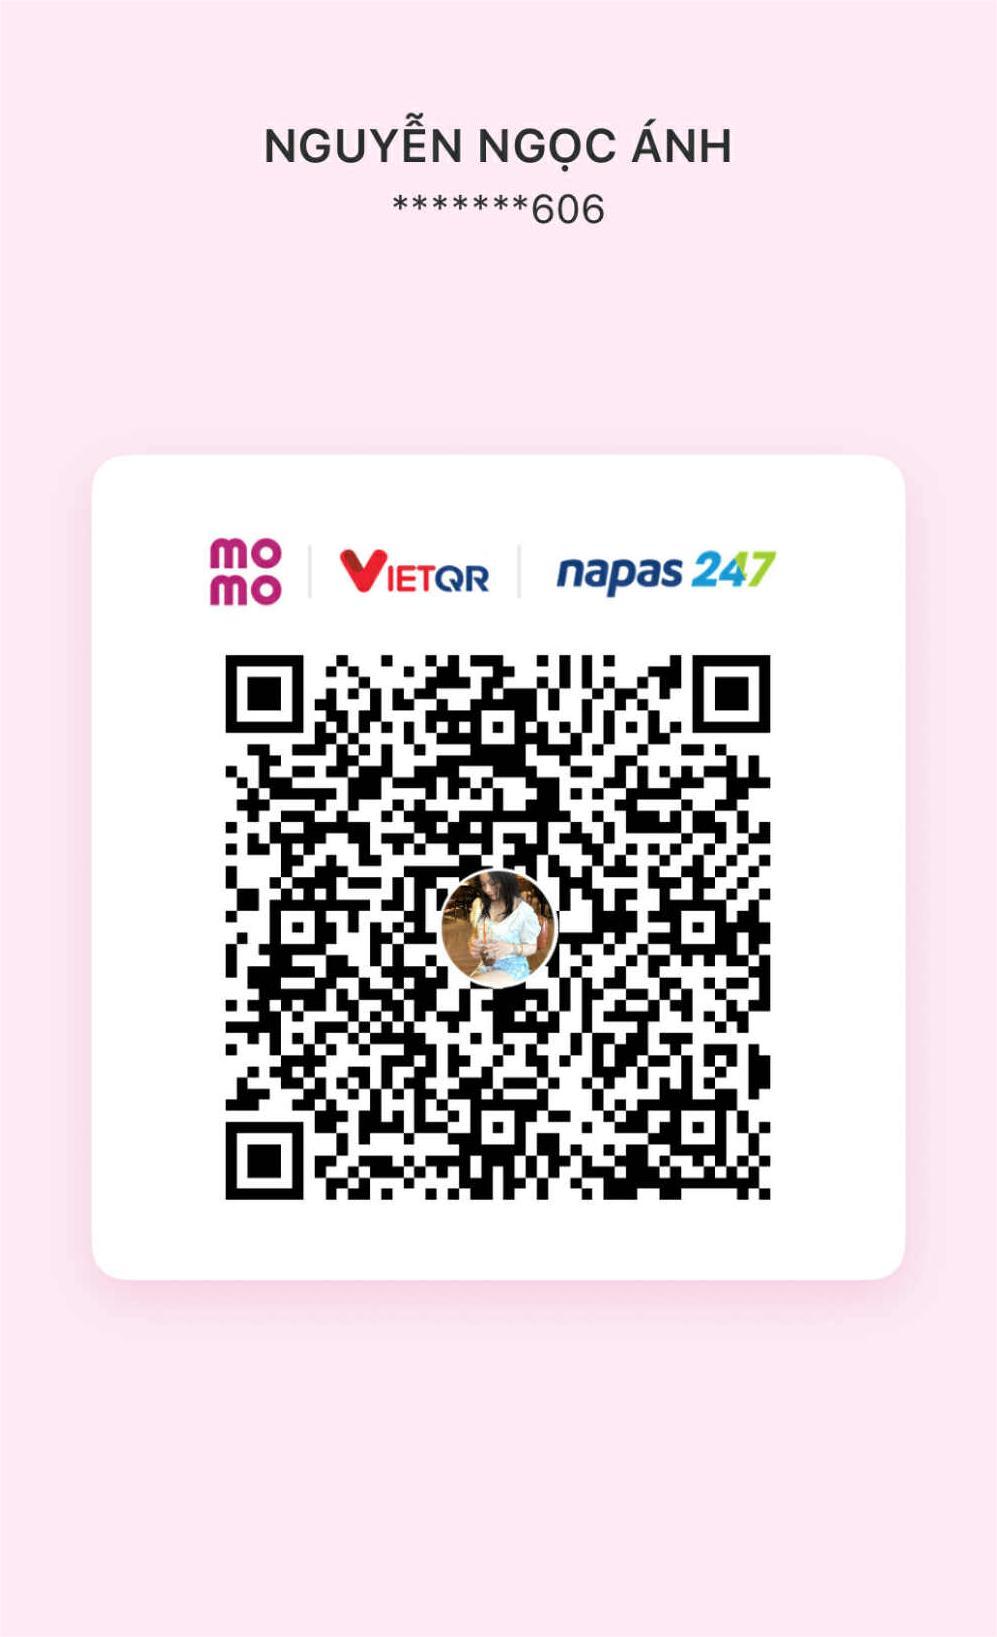 NGUYỄN NGỌC ÁNH
*******606
mo
mo
VIETQR
napas 247